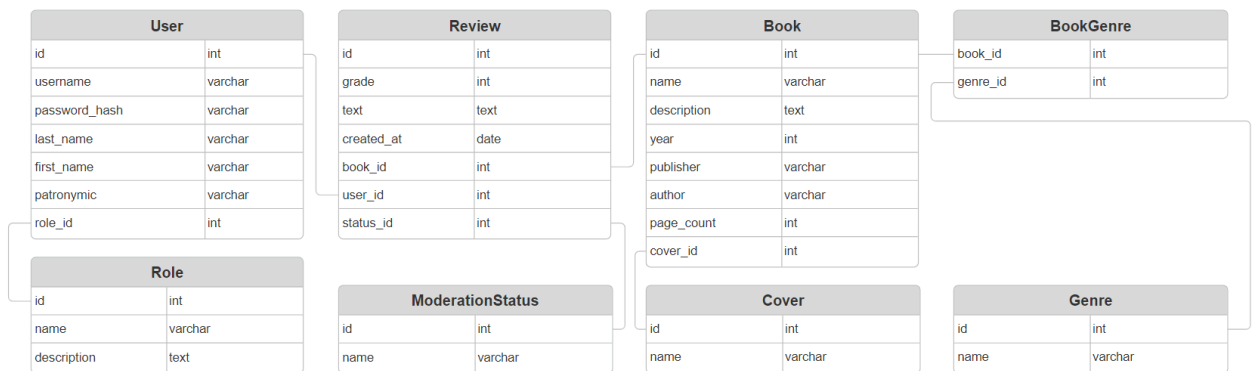 User
id int
username varchar
password_hash varchar
last_name varchar
first_name varchar
patronymic varchar
role_id int
Role
id int
name varchar
description text
Review
id int
grade int
text text
created_at date
book_id int
user_id int
status_id int
ModerationStatus
id int
name varchar
Book
id int
name varchar
description text
year int
publisher varchar
author varchar
page_count int
cover_id int
Cover
id int
name varchar
BookGenre
book_id int
genre_id int
Genre
id int
name varchar